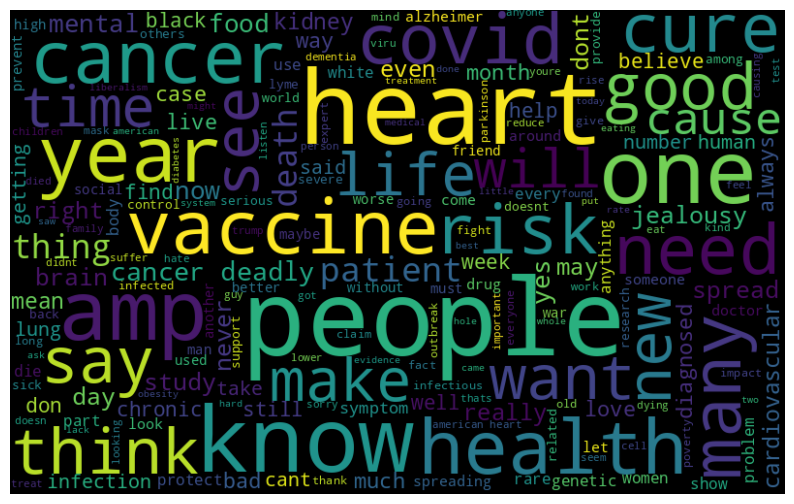 high
mental
black
food
kidney
mind
alzheimer
anyone
covid
cure
prevent
others
way
viru
dont
provide
cancer
dementia
even
month
believe
among
test
use
white
treatment
done
youre
time
case
lyme
heart
parkinson
rise
good
causing
liberalism
world
help
today
cause
might
see
death
expert
reduce
give
eating
children
mask
american
live
listen
medical
around
number
human
year
diabetes
person
friend
died
social
find
now
said
severe
life
will
one
always
saw
body
worse
going
little
every
found
feel
getting
right
family
control
system
serious
come
doesnt
put
rate
kind
jealousy
thing
didnt
suffer
hate
trump
maybe
vaccine
fight
best
risk
eat
someone
need
brain
infected
cancer deadly
patient
week
yes
may
anything
spread
mean
back
another
better
without
must
drug
work
research
doctor
lung
amp
never
guy
got
people
war
outbreak
important
everyone
whole
new
many
long
ask
used
man
support
claim
hole
evidence
fact
came
say
die
sick
study
lower
make
want
diagnosed
impact
cardiovascular
don
day
take
infectious
thats
poverty
two
doesn
obesity
chronic
still
symptom
well
really
love
old
dying
problem
part
look
hard
sorry
american heart
related
let
cell
think
lack
looking
know
health
seem
show
treat
infection
protect
bad
cant
thank
much
spreading
rare
genetic
women